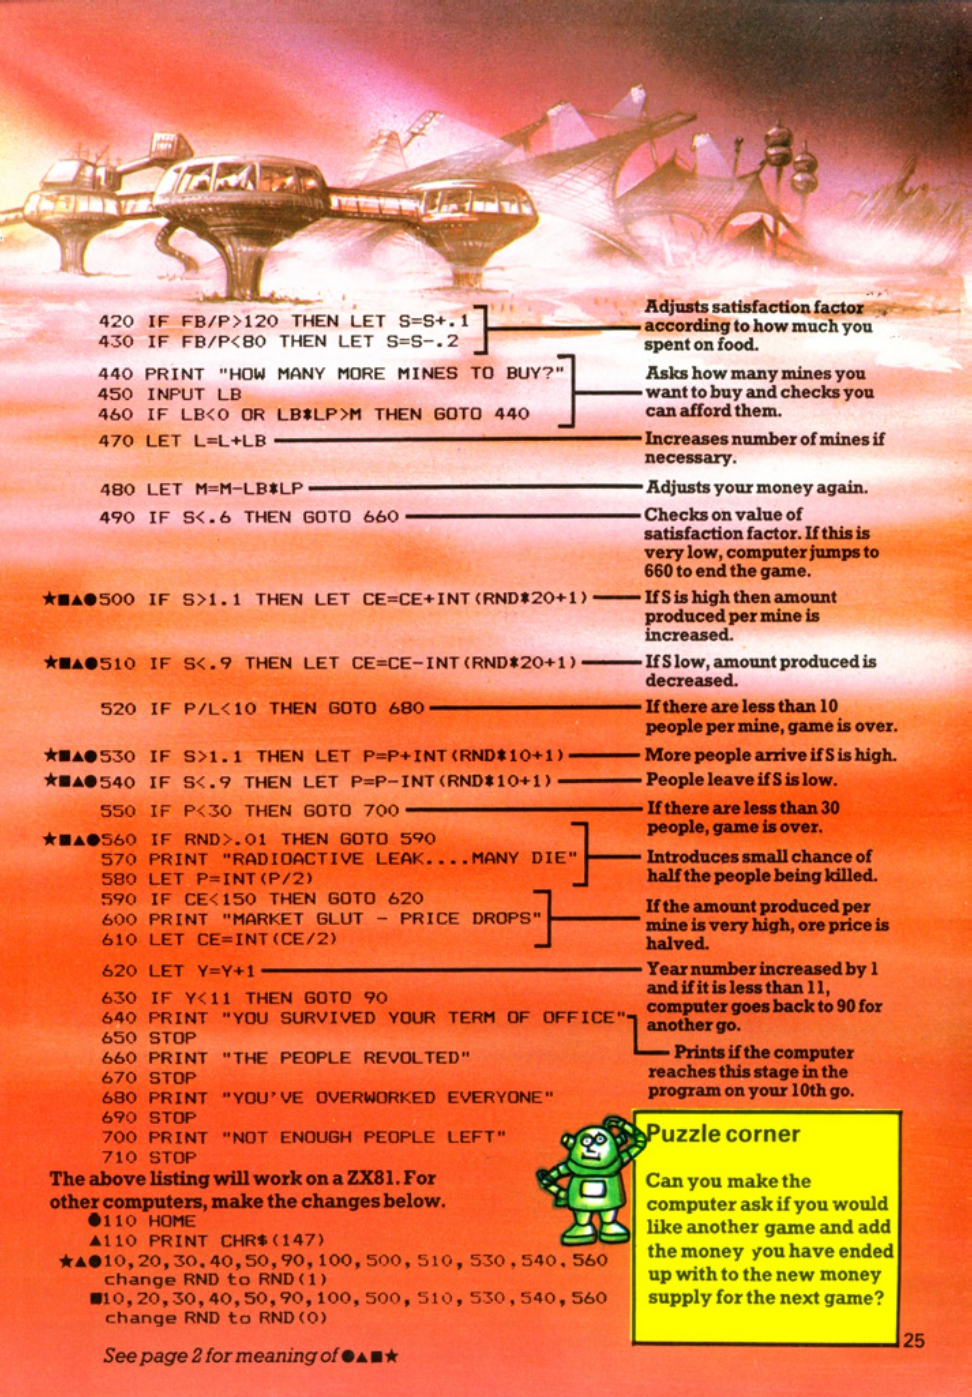 420 IF FB/P>120 THEN LET S=S+.1
430 IF FB/P<80 THEN LET S=S-.2
Adjusts satisfaction factor
according to how much you
spent on food.
440 PRINT "HOW MANY MORE MINES TO BUY?"
450 INPUT LB
460 IF LB<0 OR LB*LP>M THEN GOTO 440
Asks how many mines you
want to buy and checks you
can afford them.
470 LET L=L+LB
Increases number of mines if
necessary.
480 LET M=M-LB*LP
Adjusts your money again.
490 IF S<.6 THEN GOTO 660
Checks on value of
satisfaction factor. If this is
very low, computer jumps to
660 to end the game.
★■▲●500 IF S>1.1 THEN LET CE=CE+INT(RND*20+1)
If S is high then amount
produced per mine is
increased.
★■▲●510 IF S<.9 THEN LET CE=CE-INT(RND*20+1)
If S low, amount produced is
decreased.
520 IF P/L<10 THEN GOTO 680
If there are less than 10
people per mine, game is over.
★■▲●530 IF S>1.1 THEN LET P=P+INT(RND*10+1)
More people arrive if S is high.
★■▲●540 IF S<.9 THEN LET P=P-INT(RND*10+1)
People leave if S is low.
550 IF P<30 THEN GOTO 700
If there are less than 30
people, game is over.
★■▲●560 IF RND>.01 THEN GOTO 590
570 PRINT "RADIOACTIVE LEAK....MANY DIE"
580 LET P=INT(P/2)
Introduces small chance of
half the people being killed.
590 IF CE<150 THEN GOTO 620
600 PRINT "MARKET GLUT - PRICE DROPS"
610 LET CE=INT(CE/2)
If the amount produced per
mine is very high, ore price is
halved.
620 LET Y=Y+1
630 IF Y<11 THEN GOTO 90
Year number increased by 1
and if it is less than 11,
computer goes back to 90 for
another go.
640 PRINT "YOU SURVIVED YOUR TERM OF OFFICE"
650 STOP
660 PRINT "THE PEOPLE REVOLTED"
670 STOP
680 PRINT "YOU'VE OVERWORKED EVERYONE"
690 STOP
700 PRINT "NOT ENOUGH PEOPLE LEFT"
710 STOP
Prints if the computer
reaches this stage in the
program on your 10th go.
The above listing will work on a ZX81. For
other computers, make the changes below.
●110 HOME
▲110 PRINT CHR$(147)
★▲●10,20,30,40,50,90,100,500,510,530,540,560
change RND to RND(1)
■10,20,30,40,50,90,100,500,510,530,540,560
change RND to RND(0)
See page 2 for meaning of ●▲■★
Puzzle corner
Can you make the
computer ask if you would
like another game and add
the money you have ended
up with to the new money
supply for the next game?
25